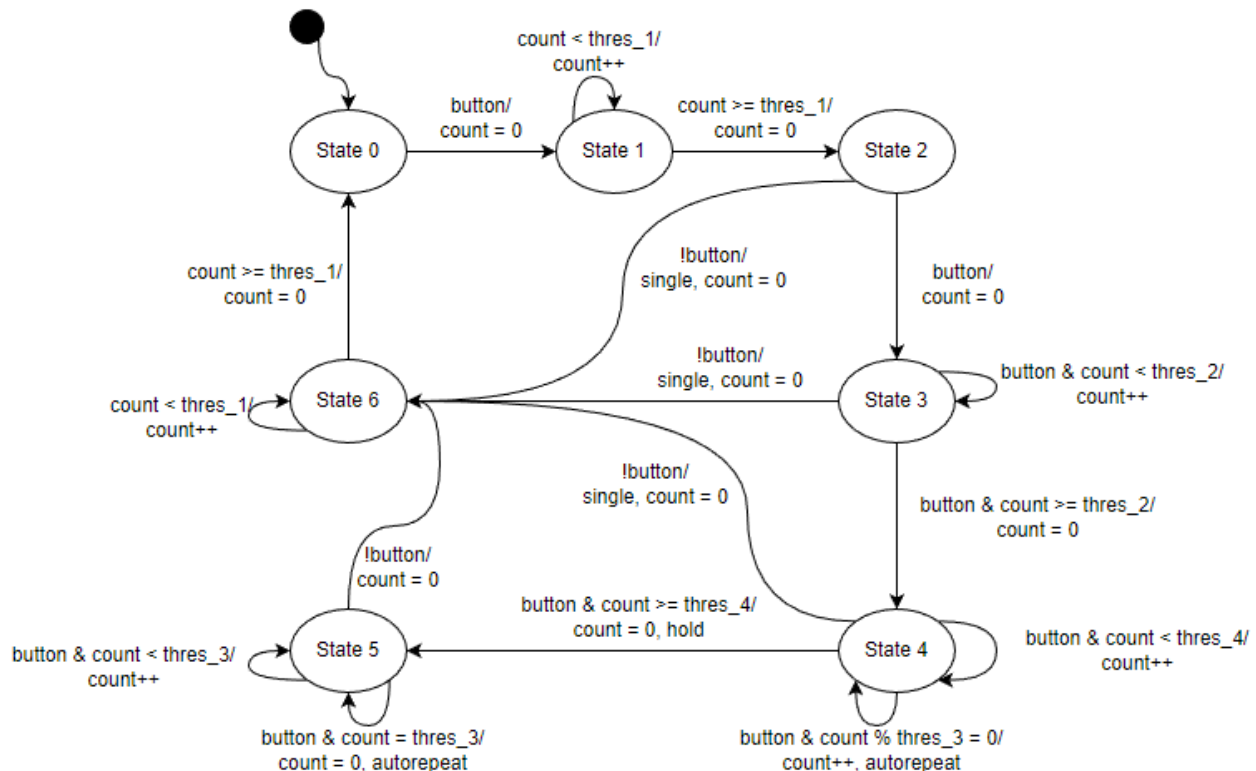 count < thres_1/
count++
button/
count = 0
count >= thres_1/
count = 0
State 0
State 1
State 2
count >= thres_1/
count = 0
!button/
single, count = 0
button/
count = 0
!button/
single, count = 0
button & count < thres_2/
count++
count < thres_1/
count++
State 6
State 3
!button/
single, count = 0
button & count >= thres_2/
count = 0
!button/
count = 0
button & count >= thres_4/
count = 0, hold
button & count < thres_3/
count++
State 5
State 4
button & count < thres_4/
count++
button & count = thres_3/
count = 0, autorepeat
button & count % thres_3 = 0/
count++, autorepeat